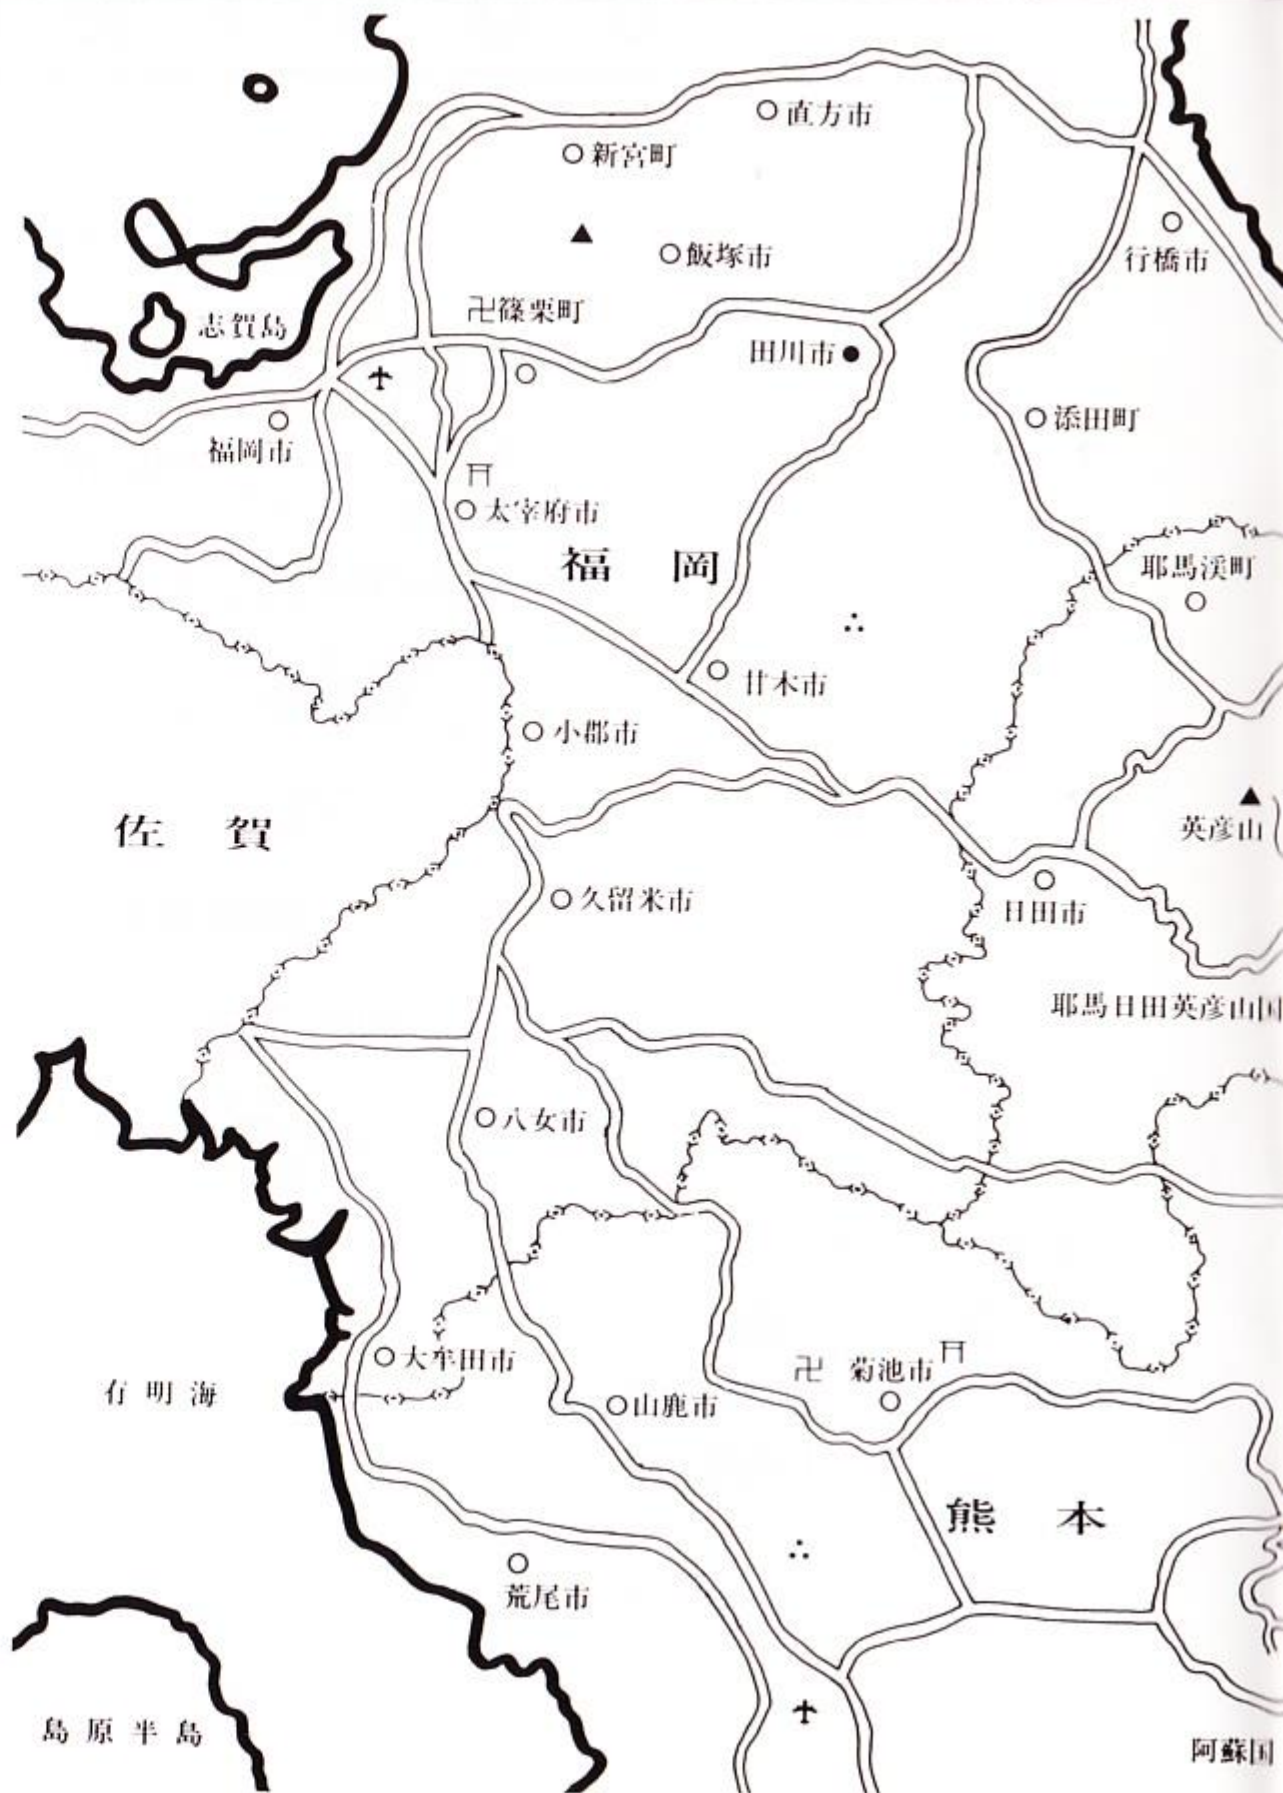 直方市
新宮町
飯塚市
行橋市
卍篠栗町
志賀島
田川市
添田町
福岡市
太宰府市
福岡
耶馬渓町
甘木市
小郡市
佐賀
英彦山
久留米市
日田市
耶馬日田英彦山国
八女市
大牟田市
卍 菊池市
有明海
山鹿市
熊本
荒尾市
島原半島
阿蘇国